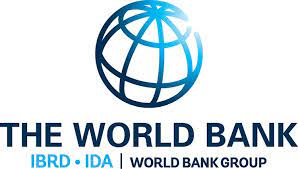 THE WORLD BANK
IBRD • IDA | WORLD BANK GROUP